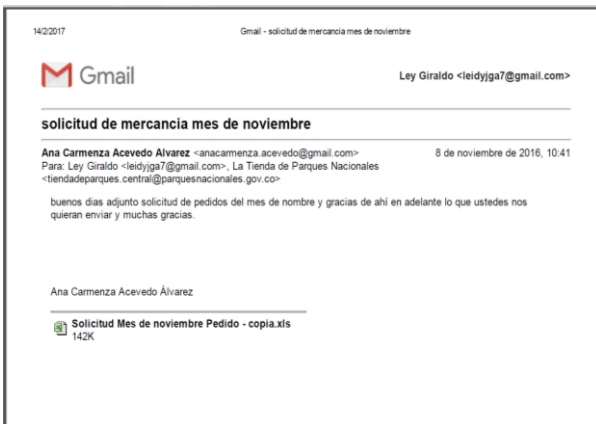 14/2/2017 Gmail - solicitud de mercancia mes de noviembre
Gmail Ley Giraldo <leidyjga7@gmail.com>
solicitud de mercancia mes de noviembre
Ana Carmenza Acevedo Alvarez <anacarmenza.acevedo@gmail.com> 8 de noviembre de 2016, 10:41
Para: Ley Giraldo <leidyjga7@gmail.com>, La Tienda de Parques Nacionales
<tiendadeparques.central@parquesnacionales.gov.co>
buenos dias adjunto solicitud de pedidos del mes de nombre y gracias de ahí en adelante lo que ustedes nos
quieran enviar y muchas gracias.
Ana Carmenza Acevedo Álvarez
Solicitud Mes de noviembre Pedido - copia.xls
142K